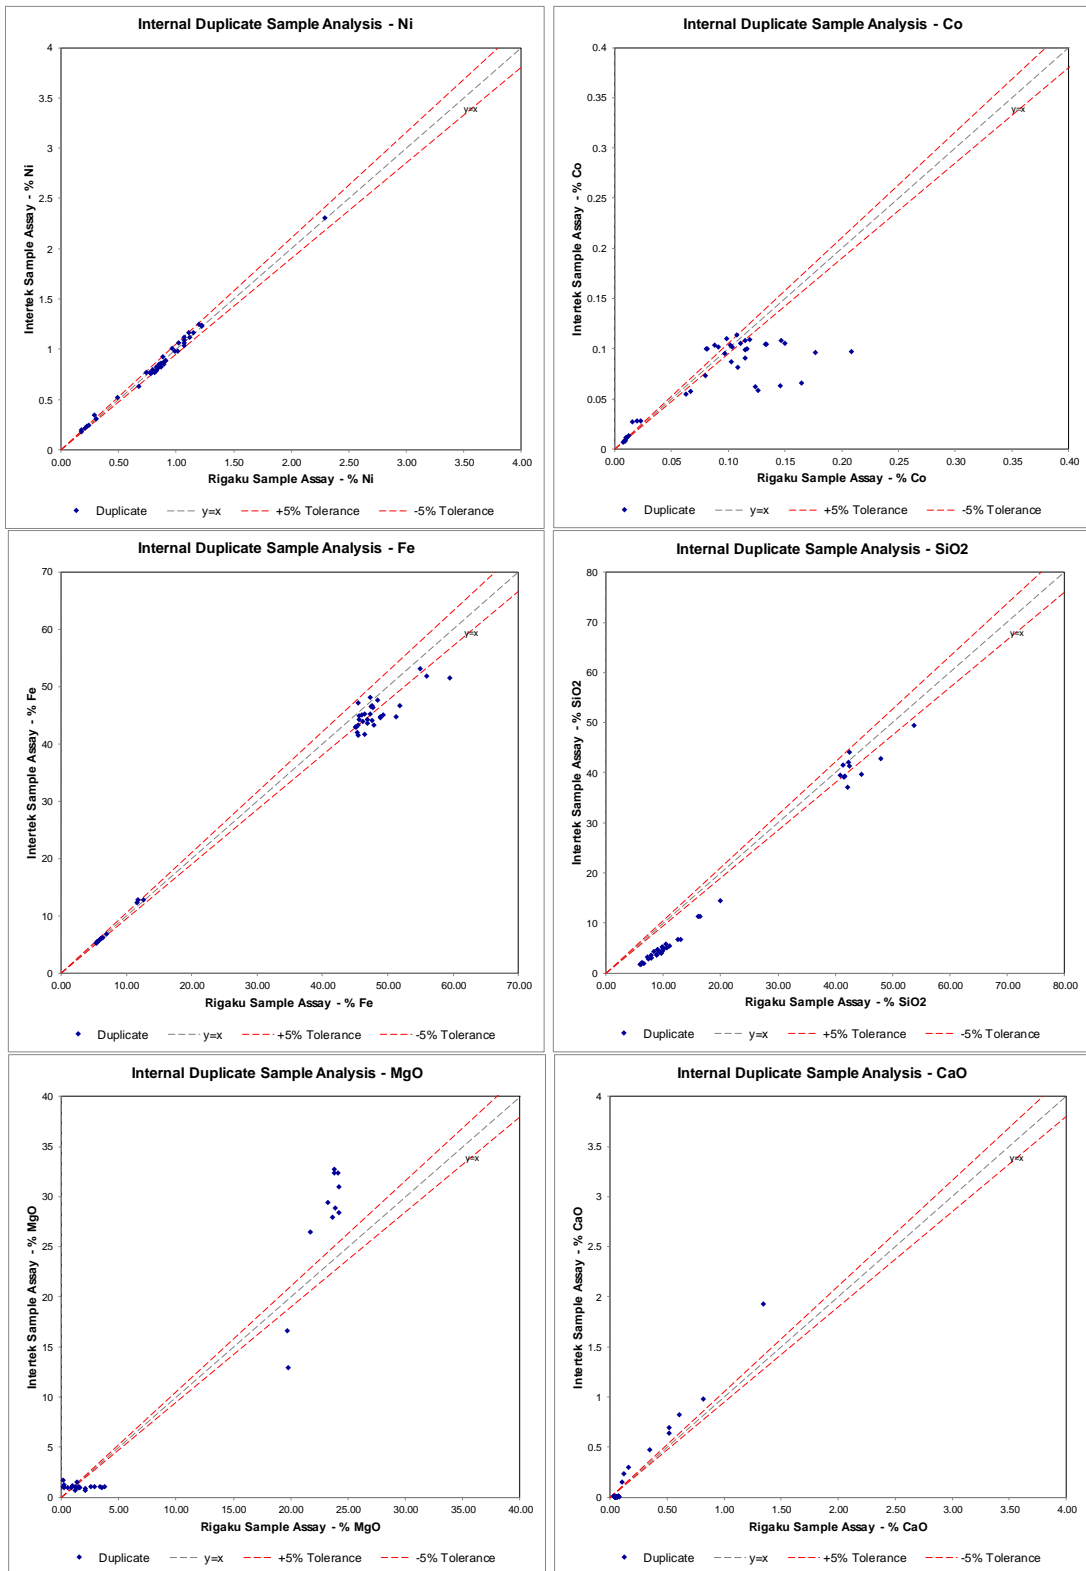 Internal Duplicate Sample Analysis - Ni
Intertek Sample Assay - % Ni
4
3.5
3
2.5
2
1.5
1
0.5
0
y=x
0.00 0.50 1.00 1.50 2.00 2.50 3.00 3.50 4.00
Rigaku Sample Assay - % Ni
Duplicate y=x +5% Tolerance -5% Tolerance
Internal Duplicate Sample Analysis - Co
Intertek Sample Assay - % Co
0.4
0.35
0.3
0.25
0.2
0.15
0.1
0.05
0
y=x
0.00 0.05 0.10 0.15 0.20 0.25 0.30 0.35 0.40
Rigaku Sample Assay - % Co
Duplicate y=x +5% Tolerance -5% Tolerance
Internal Duplicate Sample Analysis - Fe
Intertek Sample Assay - % Fe
70
60
50
40
30
20
10
0
y=x
0.00 10.00 20.00 30.00 40.00 50.00 60.00 70.00
Rigaku Sample Assay - % Fe
Duplicate y=x +5% Tolerance -5% Tolerance
Internal Duplicate Sample Analysis - SiO2
Intertek Sample Assay - % SiO2
80
70
60
50
40
30
20
10
0
y=x
0.00 10.00 20.00 30.00 40.00 50.00 60.00 70.00 80.00
Rigaku Sample Assay - % SiO2
Duplicate y=x +5% Tolerance -5% Tolerance
Internal Duplicate Sample Analysis - MgO
Intertek Sample Assay - % MgO
40
35
30
25
20
15
10
5
0
y=x
0.00 5.00 10.00 15.00 20.00 25.00 30.00 35.00 40.00
Rigaku Sample Assay - % MgO
Duplicate y=x +5% Tolerance -5% Tolerance
Internal Duplicate Sample Analysis - CaO
Intertek Sample Assay - % CaO
4
3.5
3
2.5
2
1.5
1
0.5
0
y=x
0.00 0.50 1.00 1.50 2.00 2.50 3.00 3.50 4.00
Rigaku Sample Assay - % CaO
Duplicate y=x +5% Tolerance -5% Tolerance